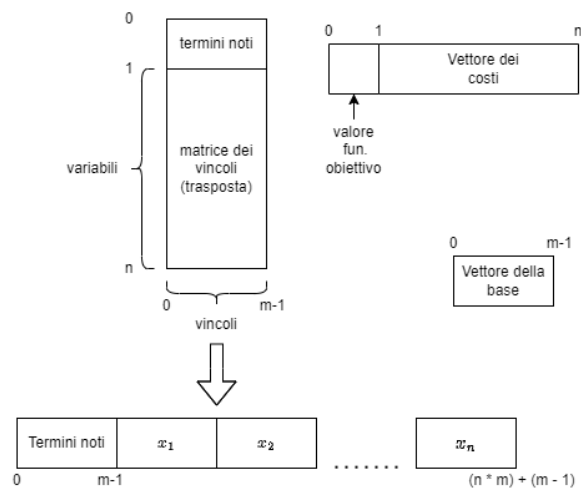 0
termini noti
1
variabili
matrice dei
vincoli
(trasposta)
n
0
m-1
vincoli
0
1
n
Vettore dei
costi
valore
fun.
obiettivo
0
m-1
Vettore della
base
Termini noti
x₁
x₂
.......
xₙ
0
m-1
(n * m) + (m - 1)